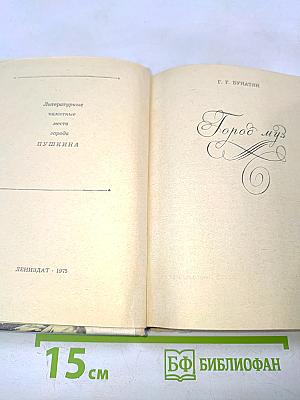 Литературные
памятные
места
города
ПУШКИНА
ЛЕНИЗДАТ · 1975
Г. Г. БУНАТЯН
Город муз
15 см
БФ БИБЛИОФАН